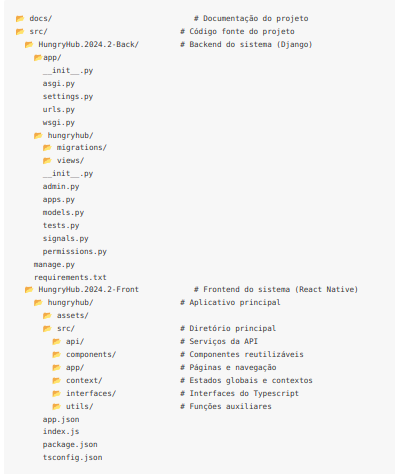 📂 docs/ # Documentação do projeto
📂 src/ # Código fonte do projeto
📂 HungryHub.2024.2-Back/ # Backend do sistema (Django)
📂app/
__init__.py
asgi.py
settings.py
urls.py
wsgi.py
📂 hungryhub/
📂 migrations/
📂 views/
__init__.py
admin.py
apps.py
models.py
tests.py
signals.py
permissions.py
manage.py
requirements.txt
📂 HungryHub.2024.2-Front # Frontend do sistema (React Native)
📂 hungryhub/ # Aplicativo principal
📂 assets/
📂 src/ # Diretório principal
📂 api/ # Serviços da API
📂 components/ # Componentes reutilizáveis
📂 app/ # Páginas e navegação
📂 context/ # Estados globais e contextos
📂 interfaces/ # Interfaces do Typescript
📂 utils/ # Funções auxiliares
app.json
index.js
package.json
tsconfig.json